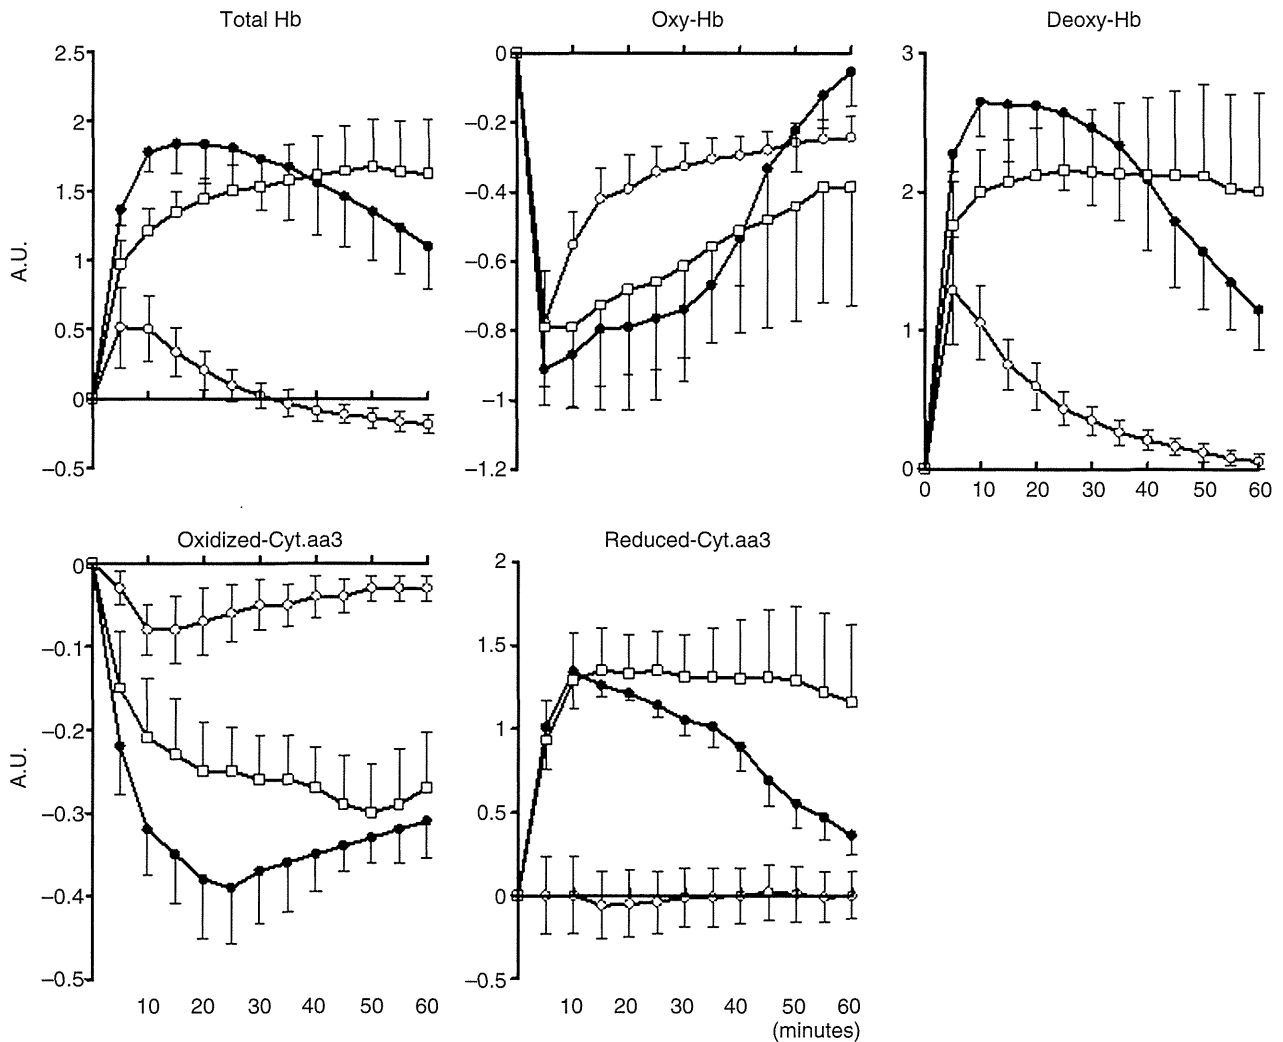 Total Hb
Oxy-Hb
Deoxy-Hb
2.5
2
1.5
1
0.5
0
−0.5
A.U.
0
−0.2
−0.4
−0.6
−0.8
−1
−1.2
3
2
1
0
0 10 20 30 40 50 60
Oxidized-Cyt.aa3
Reduced-Cyt.aa3
0
−0.1
−0.2
−0.3
−0.4
−0.5
A.U.
10 20 30 40 50 60
2
1.5
1
0.5
0
−0.5
10 20 30 40 50 60
(minutes)